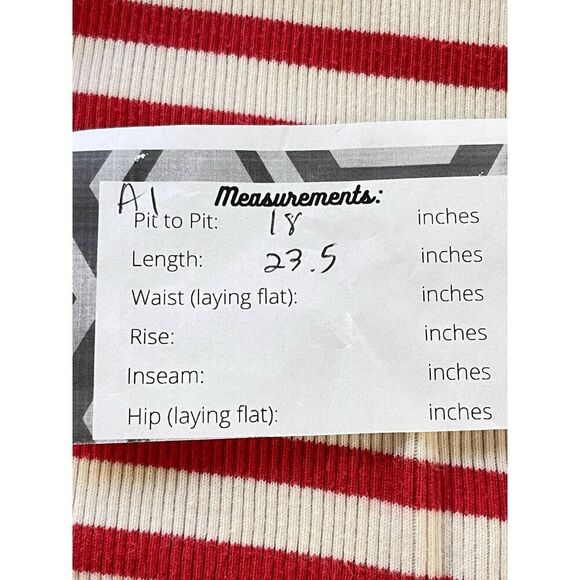 A1
Measurements:
Pit to Pit: 18 inches
Length: 23.5 inches
Waist (laying flat): inches
Rise: inches
Inseam: inches
Hip (laying flat): inches